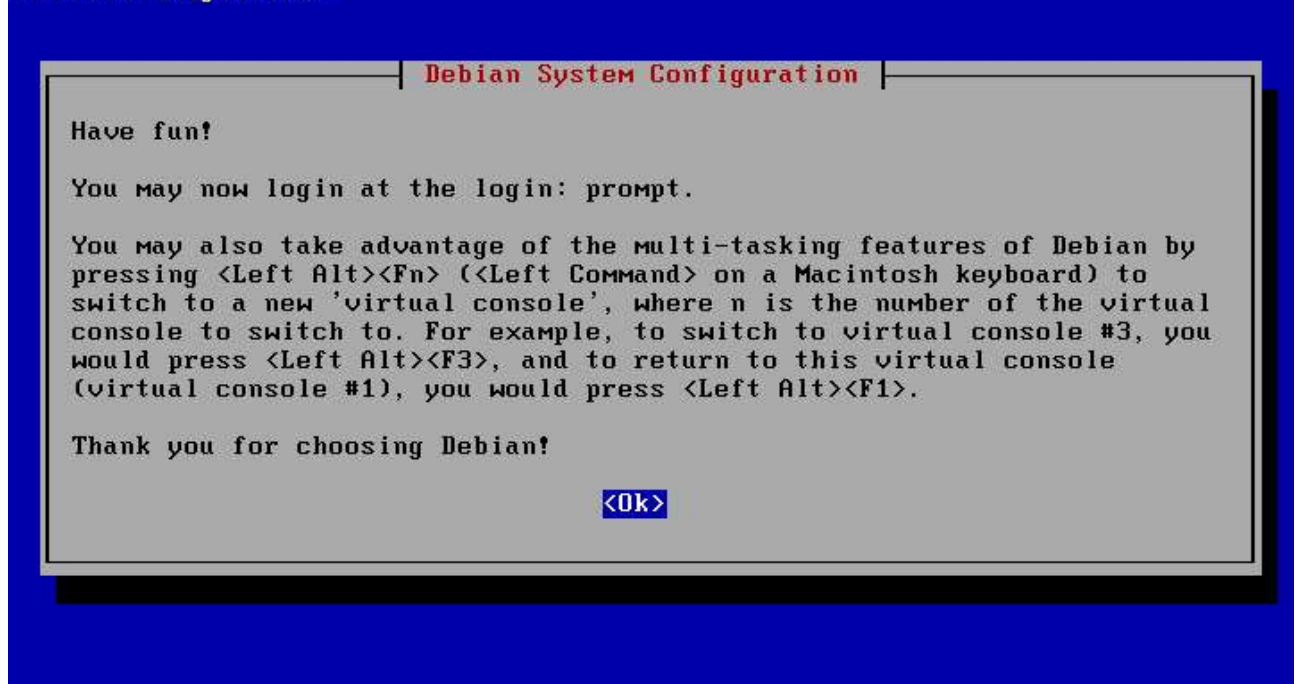 Debian System Configuration
Have fun!
You may now login at the login: prompt.
You may also take advantage of the multi-tasking features of Debian by
pressing <Left Alt><Fn> (<Left Command> on a Macintosh keyboard) to
switch to a new 'virtual console', where n is the number of the virtual
console to switch to. For example, to switch to virtual console #3, you
would press <Left Alt><F3>, and to return to this virtual console
(virtual console #1), you would press <Left Alt><F1>.
Thank you for choosing Debian!
<Ok>